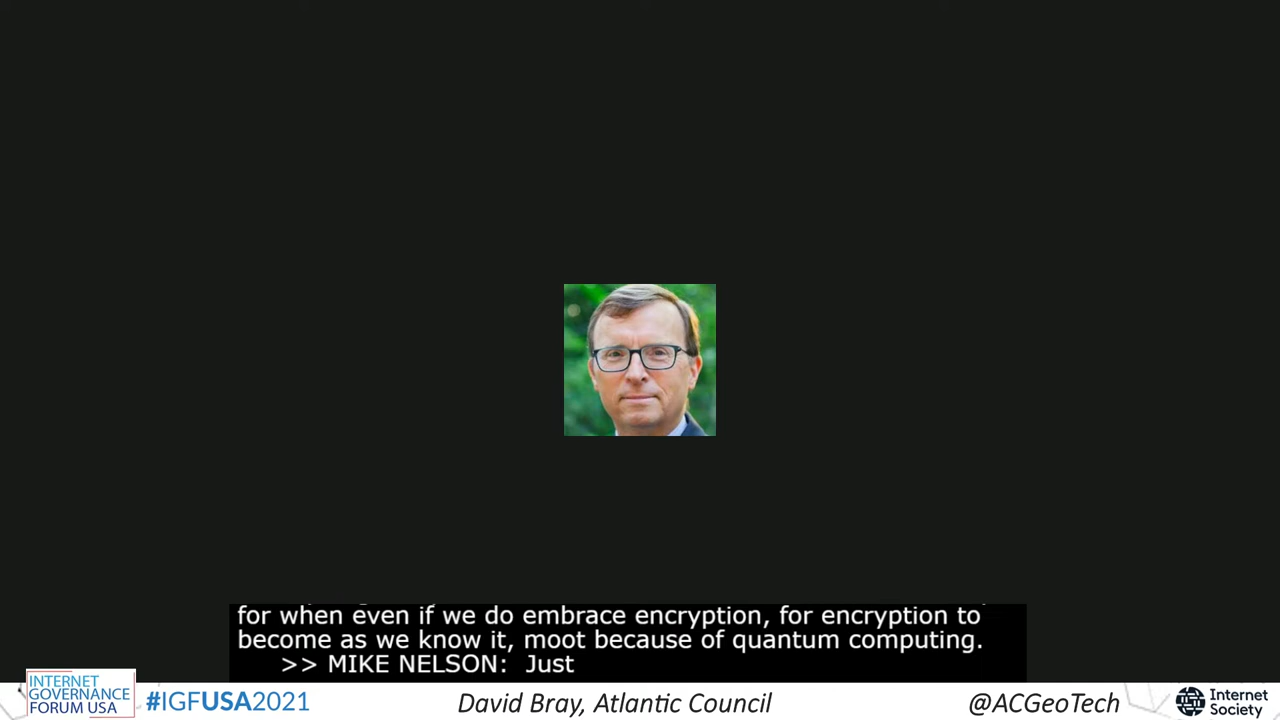 for when even if we do embrace encryption, for encryption to
become as we know it, moot because of quantum computing.
>> MIKE NELSON: Just
INTERNET
GOVERNANCE
FORUM USA
#IGFUSA2021
David Bray, Atlantic Council
@ACGeoTech
Internet
Society